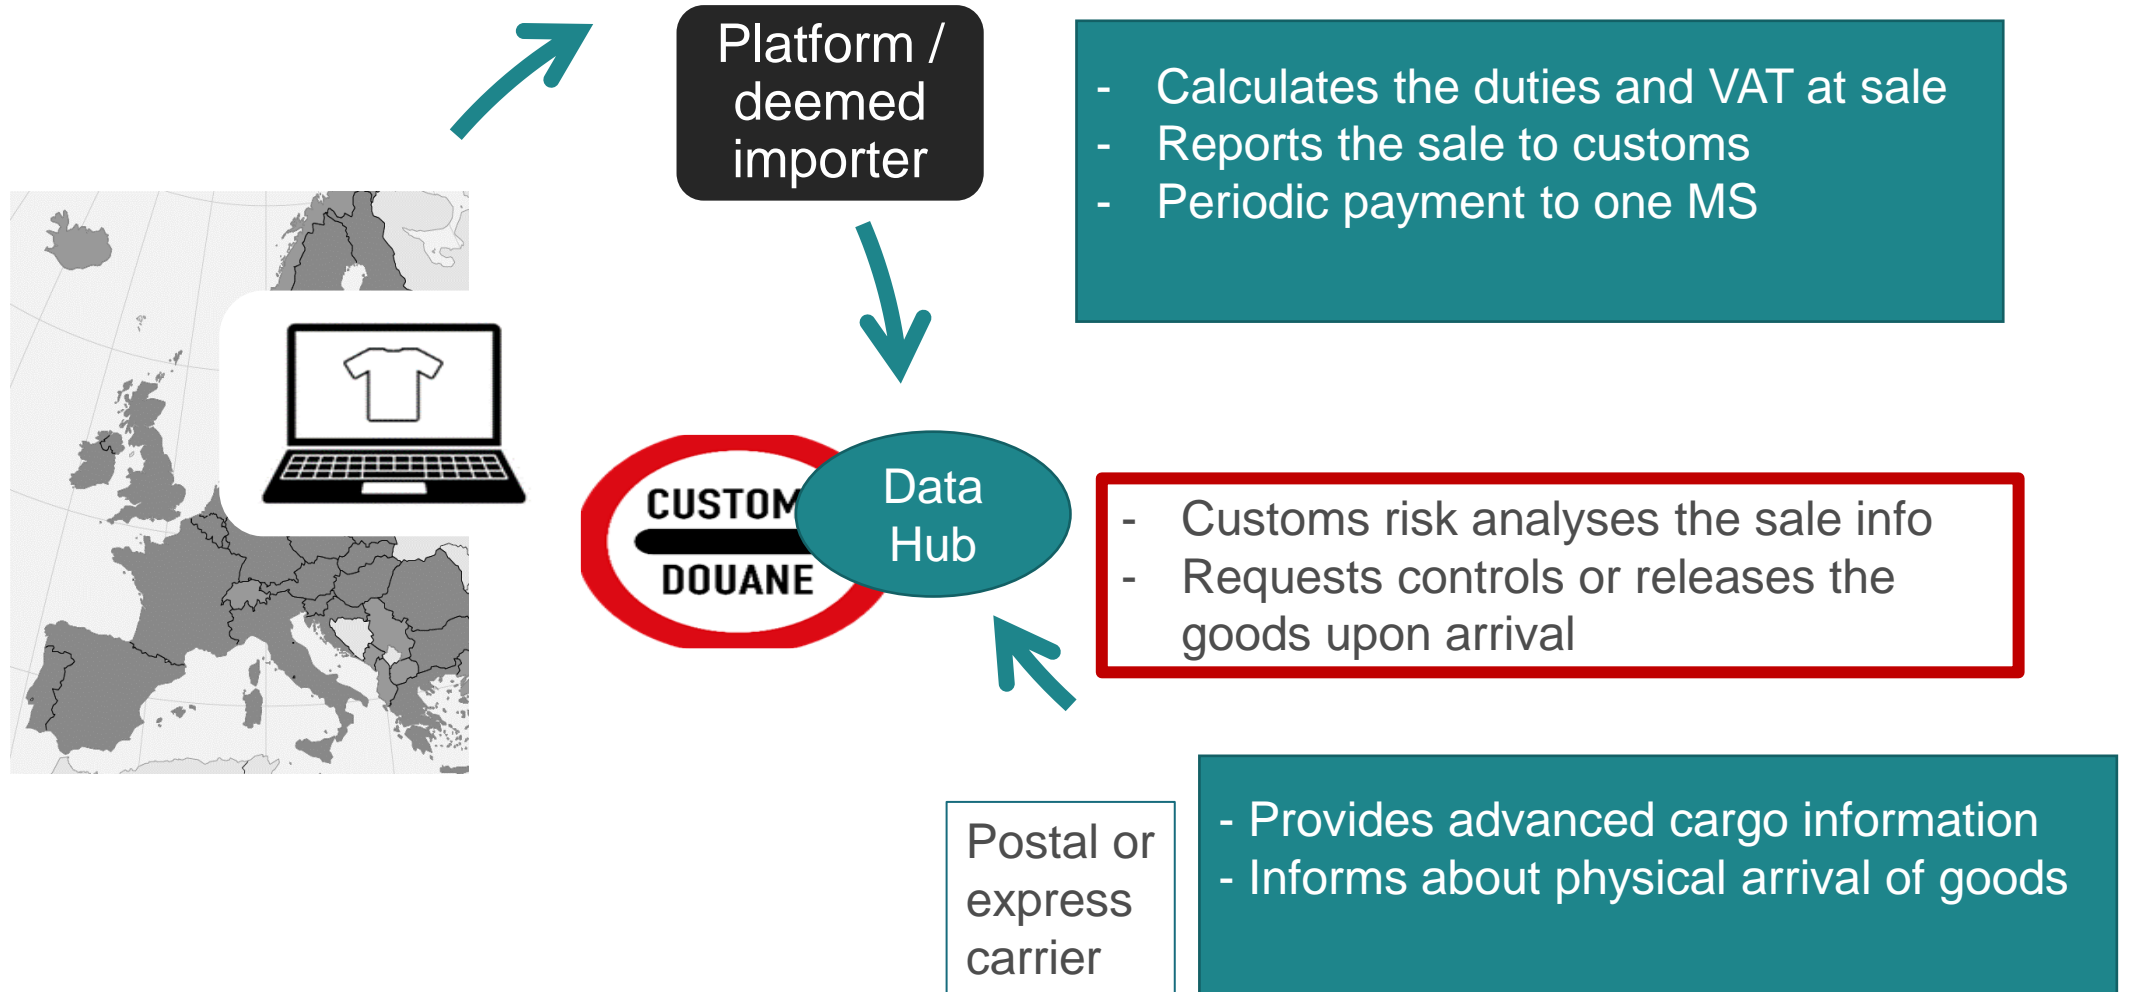 Platform /
deemed
importer
- Calculates the duties and VAT at sale
- Reports the sale to customs
- Periodic payment to one MS
CUSTOM
DOUANE
Data
Hub
- Customs risk analyses the sale info
- Requests controls or releases the
goods upon arrival
Postal or
express
carrier
- Provides advanced cargo information
- Informs about physical arrival of goods